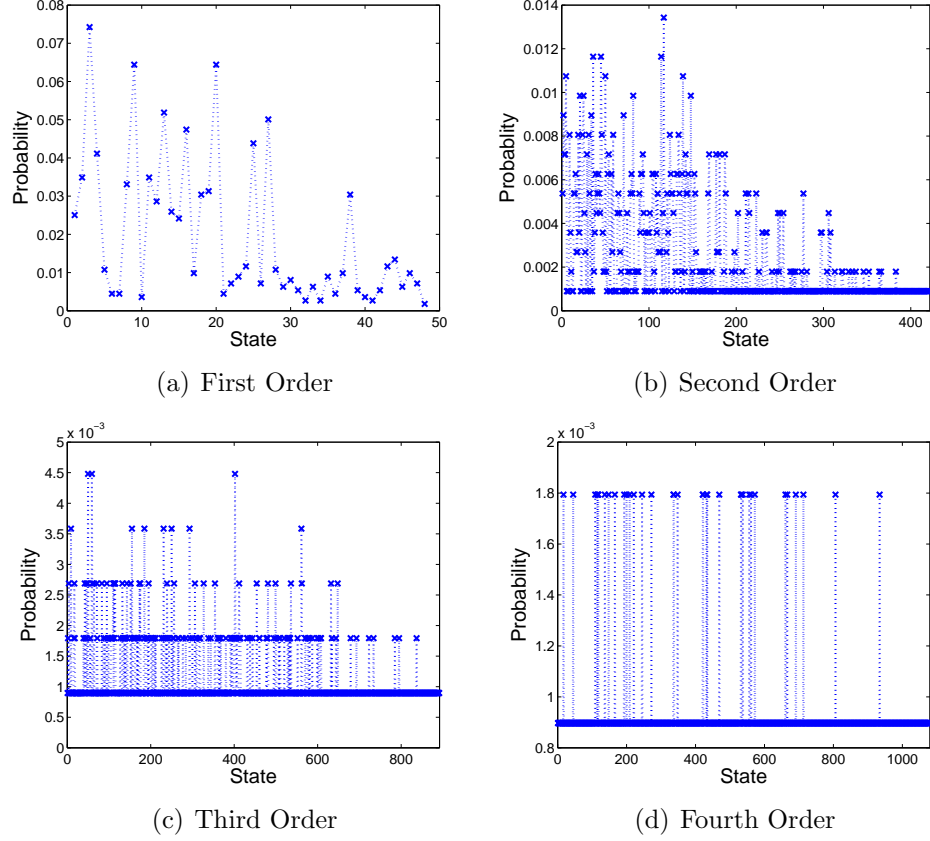 0.08
0.07
0.06
0.05
0.04
0.03
0.02
0.01
0
0 10 20 30 40 50
Probability
State
(a) First Order
0.014
0.012
0.01
0.008
0.006
0.004
0.002
0
0 100 200 300 400
Probability
State
(b) Second Order
5 x 10⁻³
4.5
4
3.5
3
2.5
2
1.5
1
0.5
0
0 200 400 600 800
Probability
State
(c) Third Order
2 x 10⁻³
1.8
1.6
1.4
1.2
1
0.8
0 200 400 600 800 1000
Probability
State
(d) Fourth Order